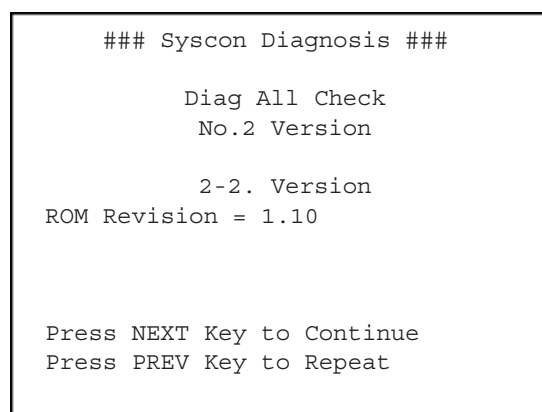 ### Syscon Diagnosis ###
Diag All Check
No.2 Version
2-2. Version
ROM Revision = 1.10
Press NEXT Key to Continue
Press PREV Key to Repeat